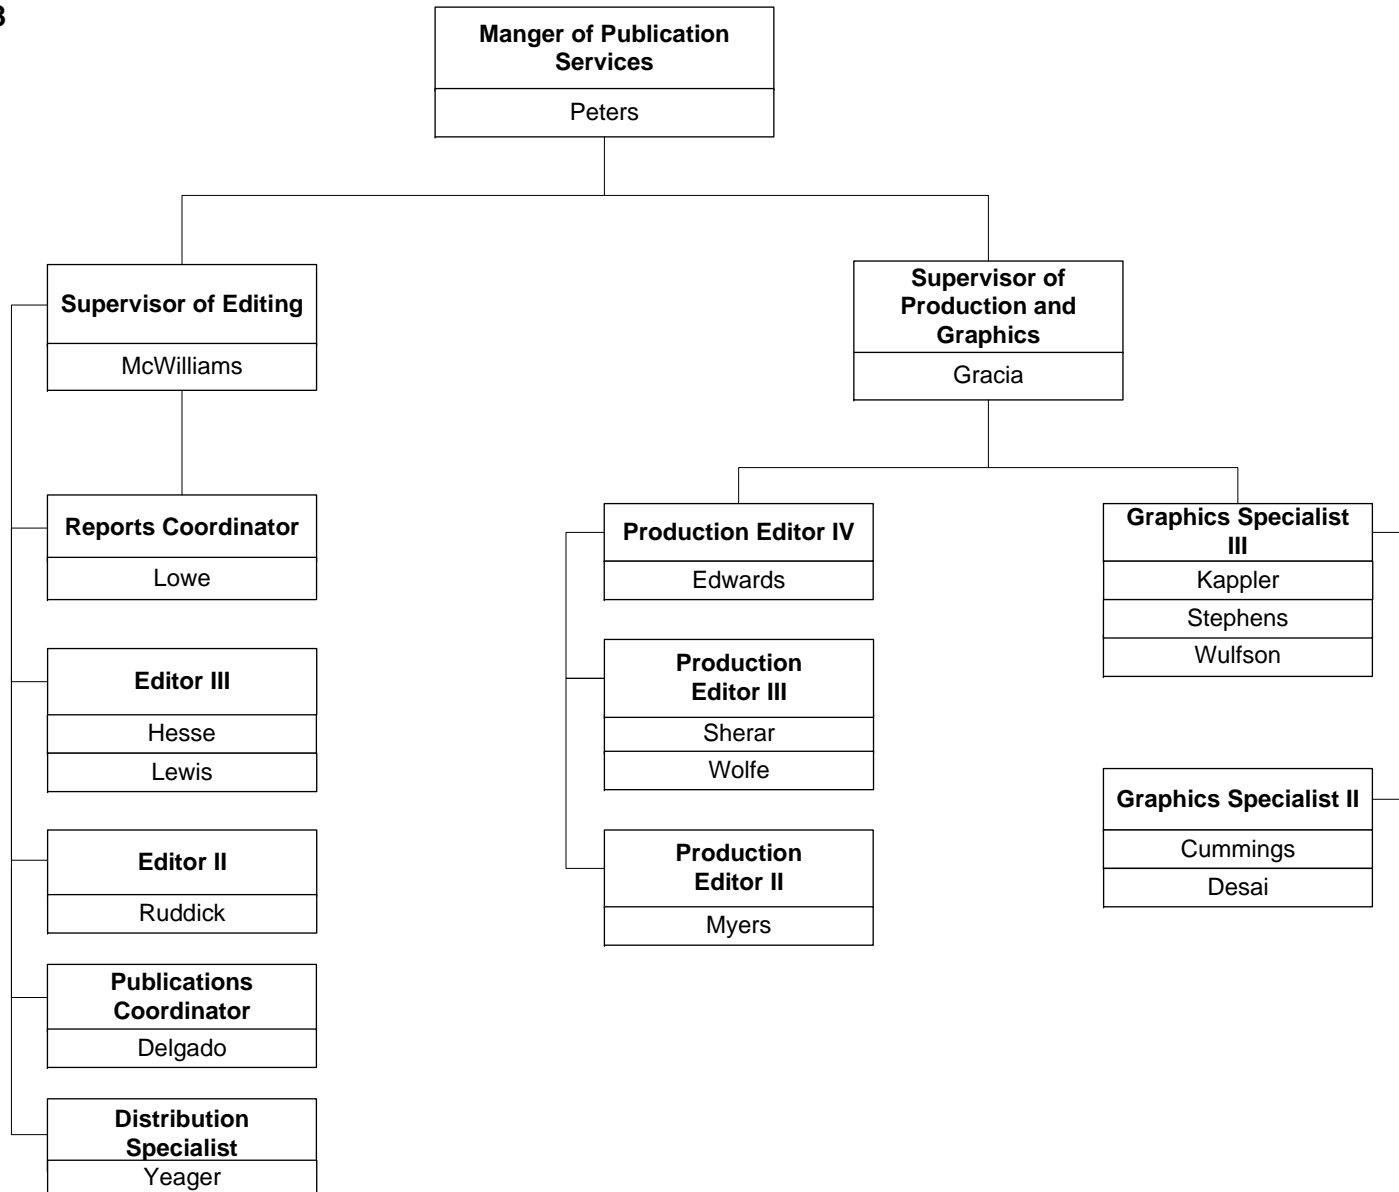 3
Manger of Publication
Services
Peters
Supervisor of Editing
McWilliams
Supervisor of
Production and
Graphics
Gracia
Reports Coordinator
Lowe
Editor III
Hesse
Lewis
Editor II
Ruddick
Publications
Coordinator
Delgado
Distribution
Specialist
Yeager
Production Editor IV
Edwards
Production
Editor III
Sherar
Wolfe
Production
Editor II
Myers
Graphics Specialist
III
Kappler
Stephens
Wulfson
Graphics Specialist II
Cummings
Desai